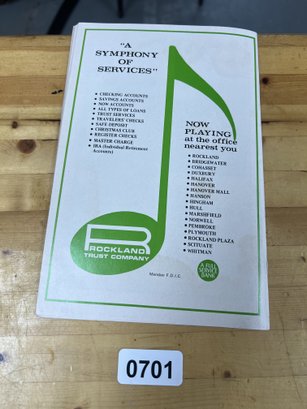 "A
SYMPHONY
OF
SERVICES"
• CHECKING ACCOUNTS
• SAVINGS ACCOUNTS
• NOW ACCOUNTS
• ALL TYPES OF LOANS
• TRUST SERVICES
• TRAVELERS' CHECKS
• SAFE DEPOSIT
• CHRISTMAS CLUB
• REGISTER CHECKS
• MASTER CHARGE
• IRA (Individual Retirement
Accounts)
NOW
PLAYING
at the office
nearest you
• ROCKLAND
• BRIDGEWATER
• COHASSET
• DUXBURY
• HALIFAX
• HANOVER
• HANOVER MALL
• HANSON
• HINGHAM
• HULL
• MARSHFIELD
• NORWELL
• PEMBROKE
• PLYMOUTH
• ROCKLAND PLAZA
• SCITUATE
• WHITMAN
R
ROCKLAND
TRUST COMPANY
Member F.D.I.C.
A FULL
SERVICE
BANK
0701